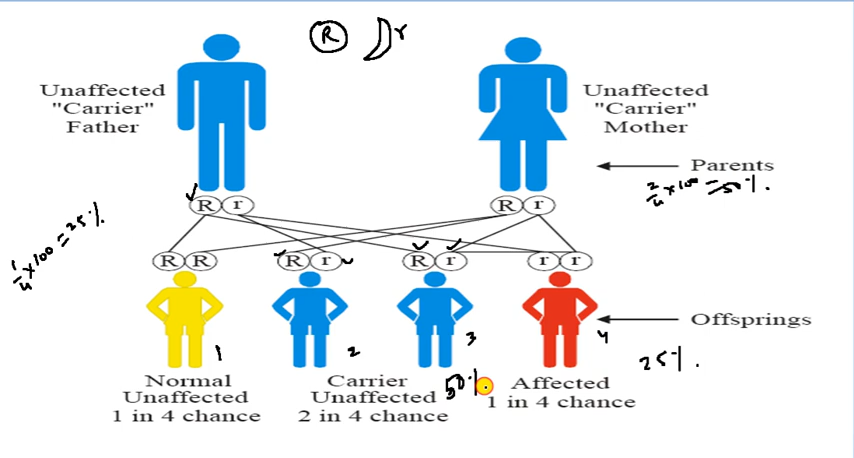 R r
Unaffected
"Carrier"
Father
Unaffected
"Carrier"
Mother
Parents
2/4 × 100 = 50%.
R r
R r
1/4 × 100 = 25%
R R
R r
R r
r r
Offsprings
1
2
3
4
25%.
50%.
Normal
Unaffected
1 in 4 chance
Carrier
Unaffected
2 in 4 chance
Affected
1 in 4 chance